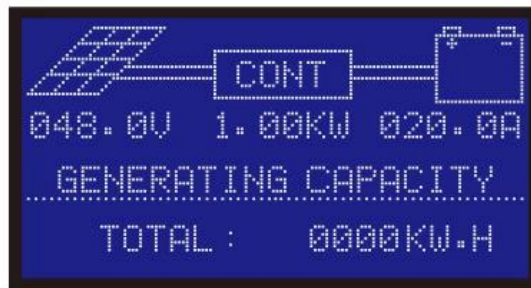 CONT
+ -
048.0V 1.00KW 020.0A
GENERATING CAPACITY
TOTAL: 0000KW.H